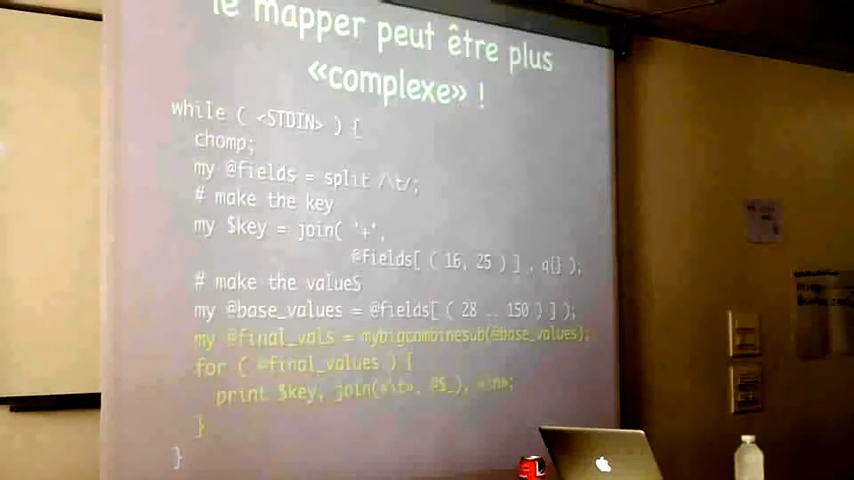 le mapper peut être plus
«complexe» !
while ( <STDIN> ) {
chomp;
my @fields = split /\t/;
# make the key
my $key = join( '+',
@fields[ ( 16, 25 ) ] , q{} );
# make the valueS
my @base_values = @fields[ ( 28 .. 150 ) ] );
my @final_vals = mybigcombinesub(@base_values);
for ( @final_values ) {
print $key, join(«\t», @$_), «\n»;
}
}